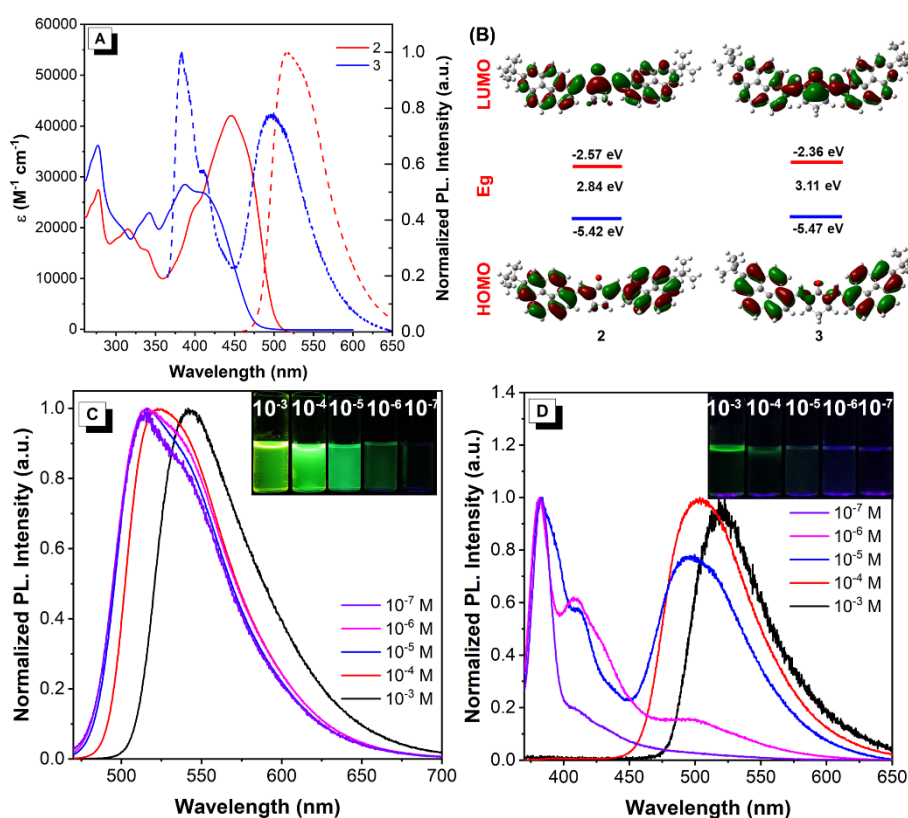 A
60000
50000
40000
30000
20000
10000
0
ε (M⁻¹ cm⁻¹)
2
3
1.0
0.8
0.6
0.4
0.2
0.0
Normalized PL. Intensity (a.u.)
300 350 400 450 500 550 600 650
Wavelength (nm)
(B)
LUMO
-2.57 eV -2.36 eV
Eg 2.84 eV 3.11 eV
-5.42 eV -5.47 eV
HOMO
2 3
C
1.0
0.8
0.6
0.4
0.2
0.0
Normalized PL. Intensity (a.u.)
10⁻³ 10⁻⁴ 10⁻⁵ 10⁻⁶ 10⁻⁷
10⁻⁷ M
10⁻⁶ M
10⁻⁵ M
10⁻⁴ M
10⁻³ M
500 550 600 650 700
Wavelength (nm)
D
1.4
1.2
1.0
0.8
0.6
0.4
0.20
0.0
Normalized PL. Intensity (a.u.)
10⁻³ 10⁻⁴ 10⁻⁵ 10⁻⁶ 10⁻⁷
10⁻⁷ M
10⁻⁶ M
10⁻⁵ M
10⁻⁴ M
10⁻³ M
400 450 500 550 600 650
Wavelength (nm)